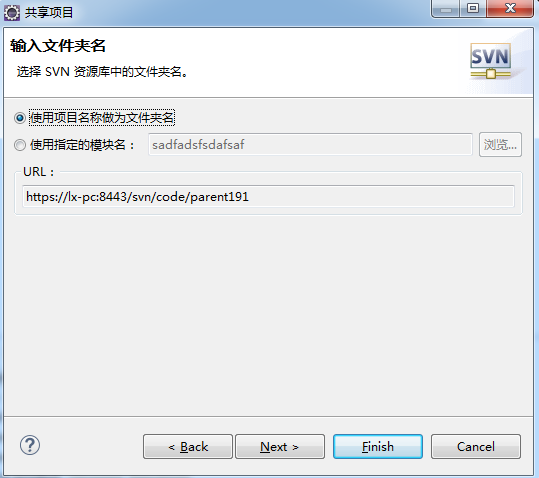 共享项目
输入文件夹名
选择 SVN 资源库中的文件夹名。
SVN
使用项目名称做为文件夹名
使用指定的模块名： sadfadsfsdafsaf 浏览...
URL：
https://lx-pc:8443/svn/code/parent191
?
< Back Next > Finish Cancel